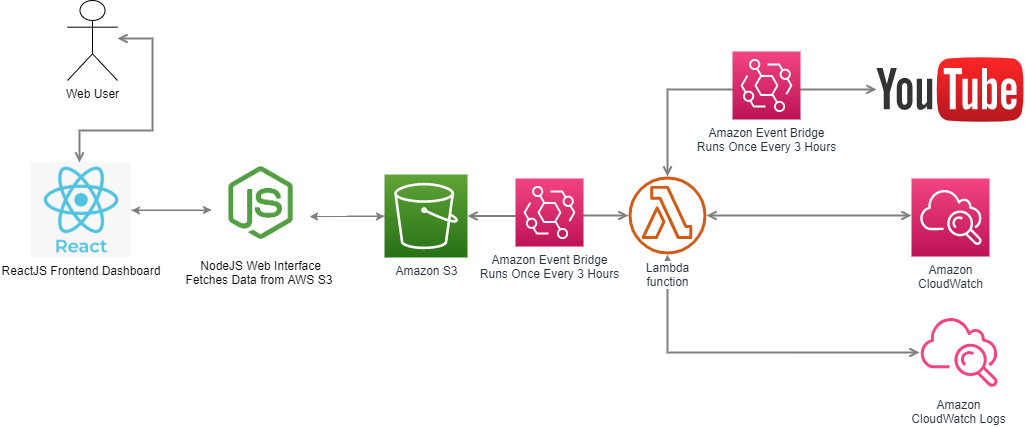 Web User
YouTube
Amazon Event Bridge
Runs Once Every 3 Hours
React
ReactJS Frontend Dashboard
JS
NodeJS Web Interface
Fetches Data from AWS S3
Amazon S3
Amazon Event Bridge
Runs Once Every 3 Hours
Lambda
function
Amazon
CloudWatch
Amazon
CloudWatch Logs